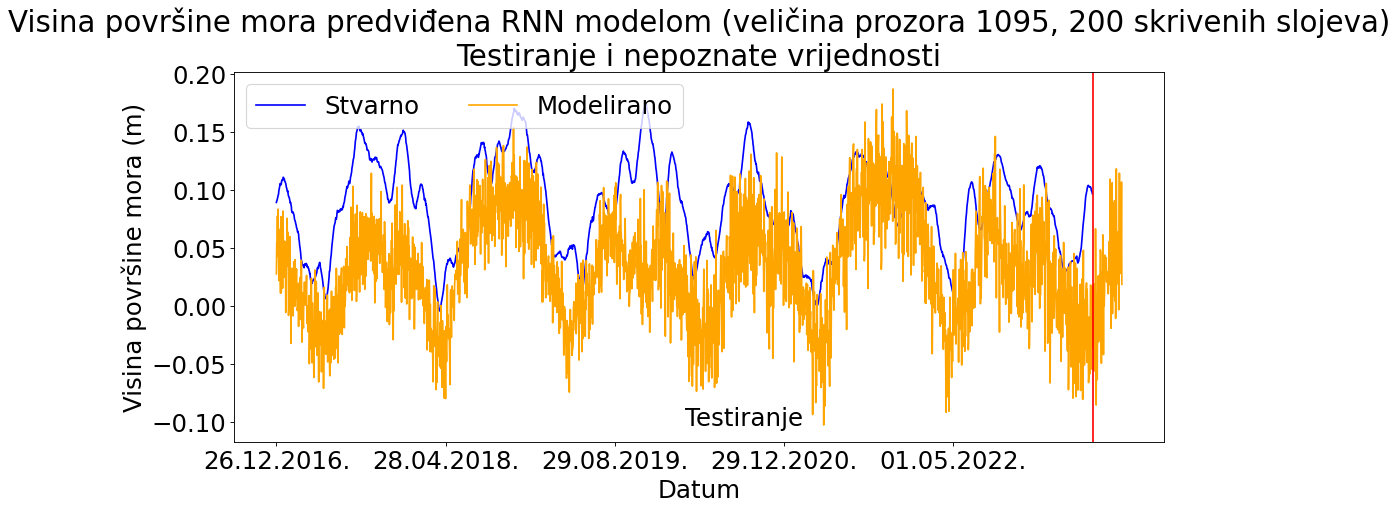 Visina površine mora predviđena RNN modelom (veličina prozora 1095, 200 skrivenih slojeva)
Testiranje i nepoznate vrijednosti
Stvarno
Modelirano
Visina površine mora (m)
0.20
0.15
0.10
0.05
0.00
−0.05
−0.10
Testiranje
26.12.2016.
28.04.2018.
29.08.2019.
29.12.2020.
01.05.2022.
Datum